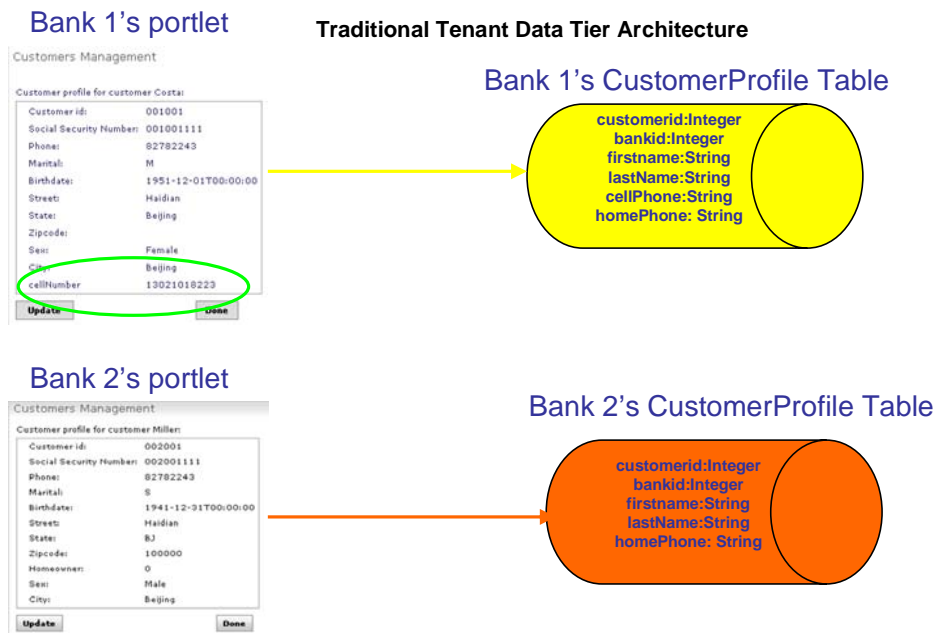 Bank 1's portlet
Traditional Tenant Data Tier Architecture
Customers Management
Customer profile for customer Costa:
Customer id: 001001
Social Security Number: 001001111
Phone: 82782243
Marital: M
Birthdate: 1951-12-01T00:00:00
Street: Haidian
State: Beijing
Zipcode:
Sex: Female
City: Beijing
cellNumber 13021018223
Update Done
Bank 1's CustomerProfile Table
customerid:Integer
bankid:Integer
firstname:String
lastName:String
cellPhone:String
homePhone: String
Bank 2's portlet
Customers Management
Customer profile for customer Miller:
Customer id: 002001
Social Security Number: 002001111
Phone: 82782243
Marital: S
Birthdate: 1941-12-31T00:00:00
Street: Haidian
State: BJ
Zipcode: 100000
Homeowner: 0
Sex: Male
City: Beijing
Update Done
Bank 2's CustomerProfile Table
customerid:Integer
bankid:Integer
firstname:String
lastName:String
homePhone: String